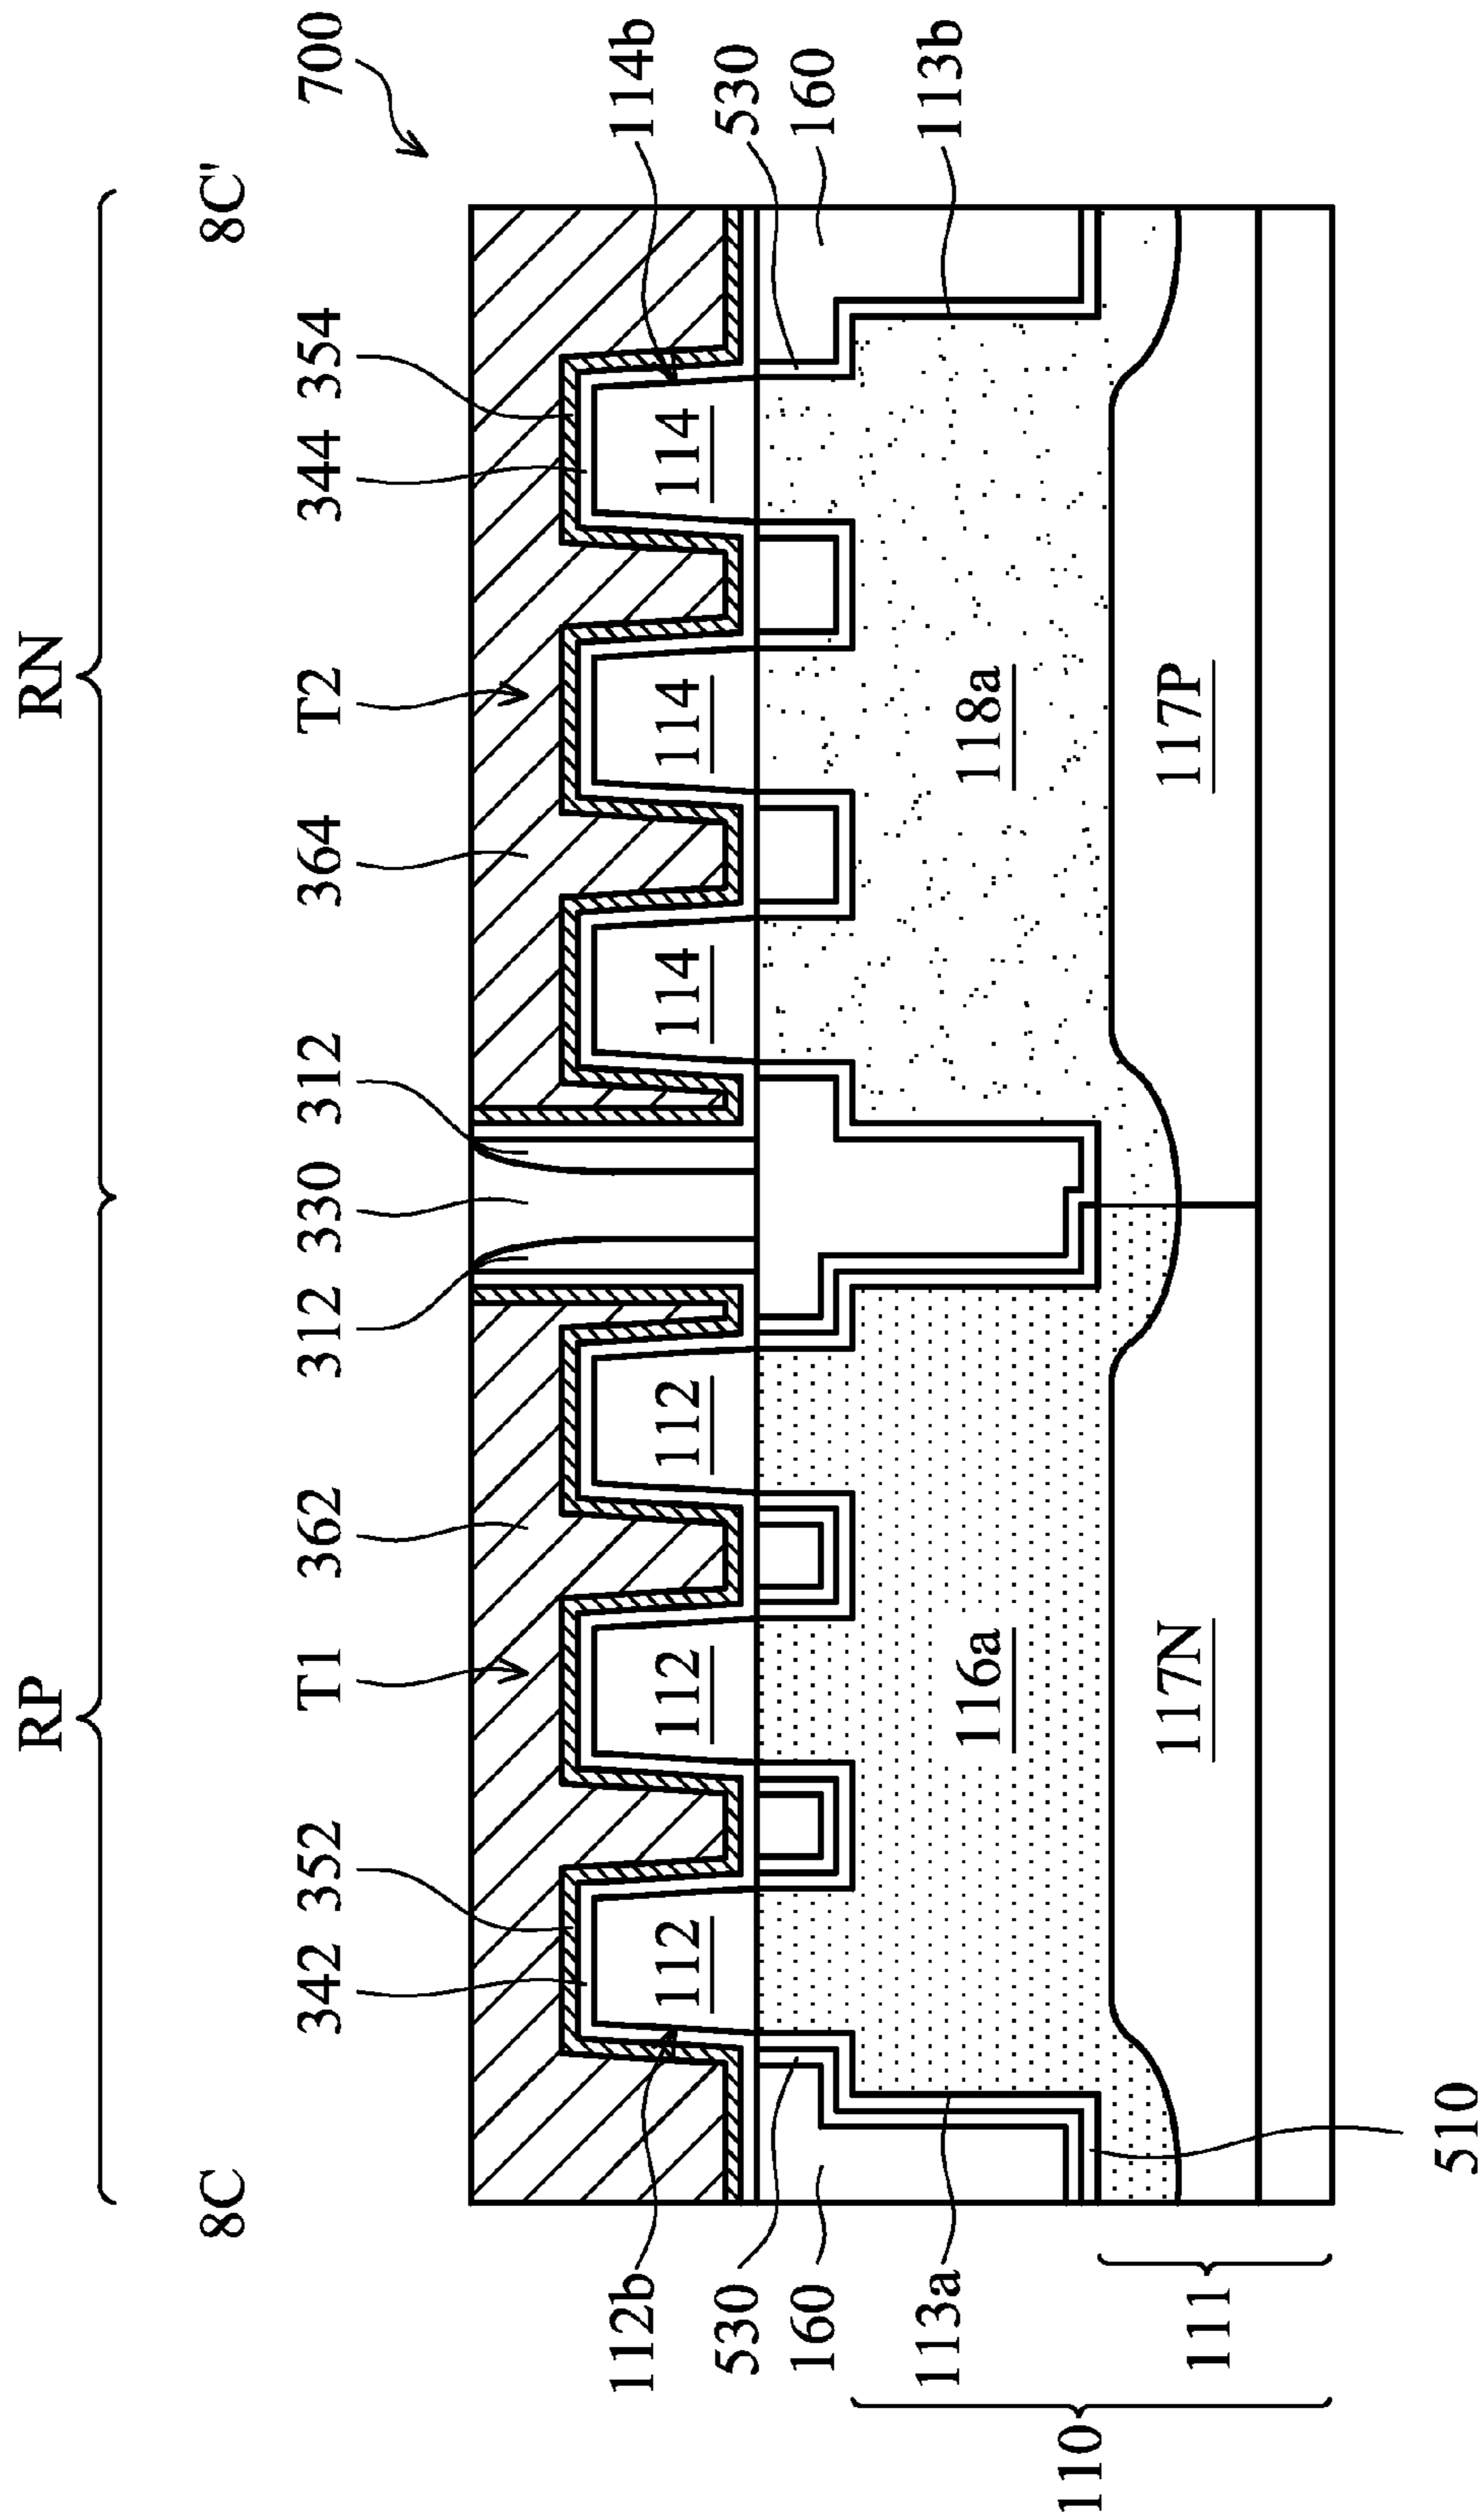 RP RN
8C 8C'
700
342 352 T1 362 312 330 312 364 T2 344 354
112b 114b
112 112 112 114 114 114
530 530
160 160
113a 113b
116a 118a
117N 117P
110
111
510